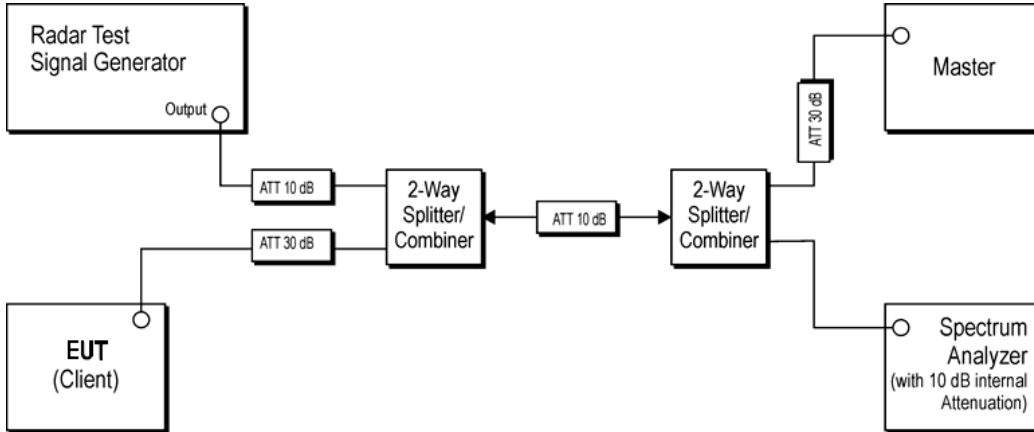 Radar Test
Signal Generator
Output
ATT 10 dB
ATT 30 dB
EUT
(Client)
2-Way
Splitter/
Combiner
ATT 10 dB
2-Way
Splitter/
Combiner
ATT 30 dB
Master
Spectrum
Analyzer
(with 10 dB internal
Attenuation)